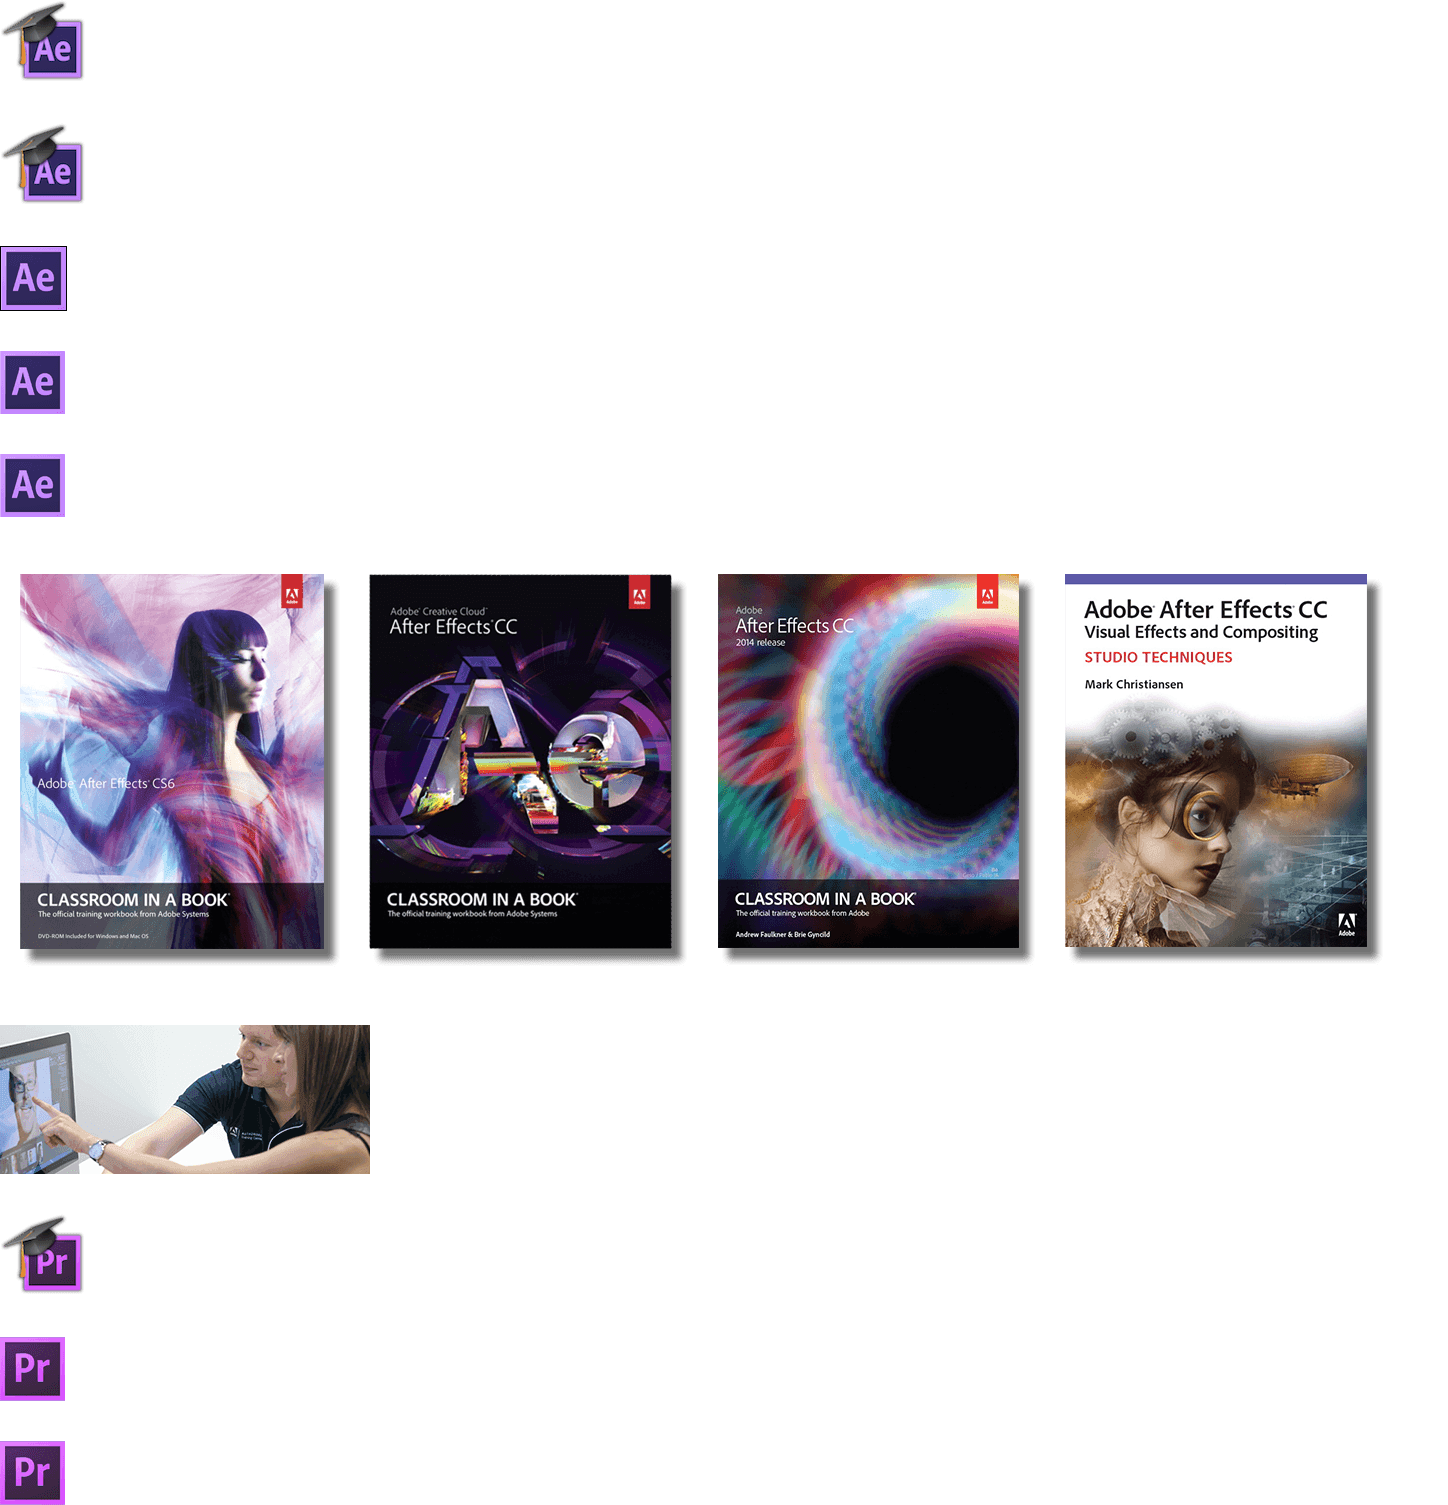 Ae
Ae
Ae
Ae
Ae
Adobe
Adobe® After Effects® CS6
CLASSROOM IN A BOOK®
The official training workbook from Adobe Systems
DVD-ROM Included for Windows and Mac OS
Adobe
Adobe® Creative Cloud™
After Effects® CC
Ae
CLASSROOM IN A BOOK®
The official training workbook from Adobe Systems
Adobe
Adobe
After Effects CC
2014 release
CLASSROOM IN A BOOK®
The official training workbook from Adobe
Andrew Faulkner & Brie Gyncild
Adobe® After Effects® CC
Visual Effects and Compositing
STUDIO TECHNIQUES
Mark Christiansen
Adobe
Pr
Pr
Pr